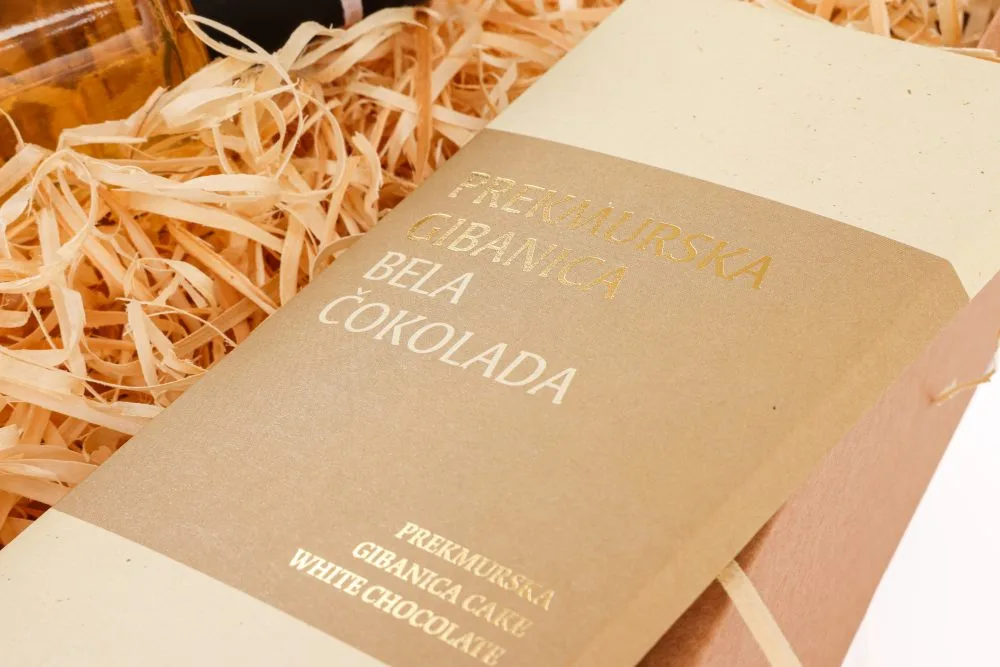 PREKMURSKA
GIBANICA
BELA
ČOKOLADA
PREKMURSKA
GIBANICA CAKE
WHITE CHOCOLATE